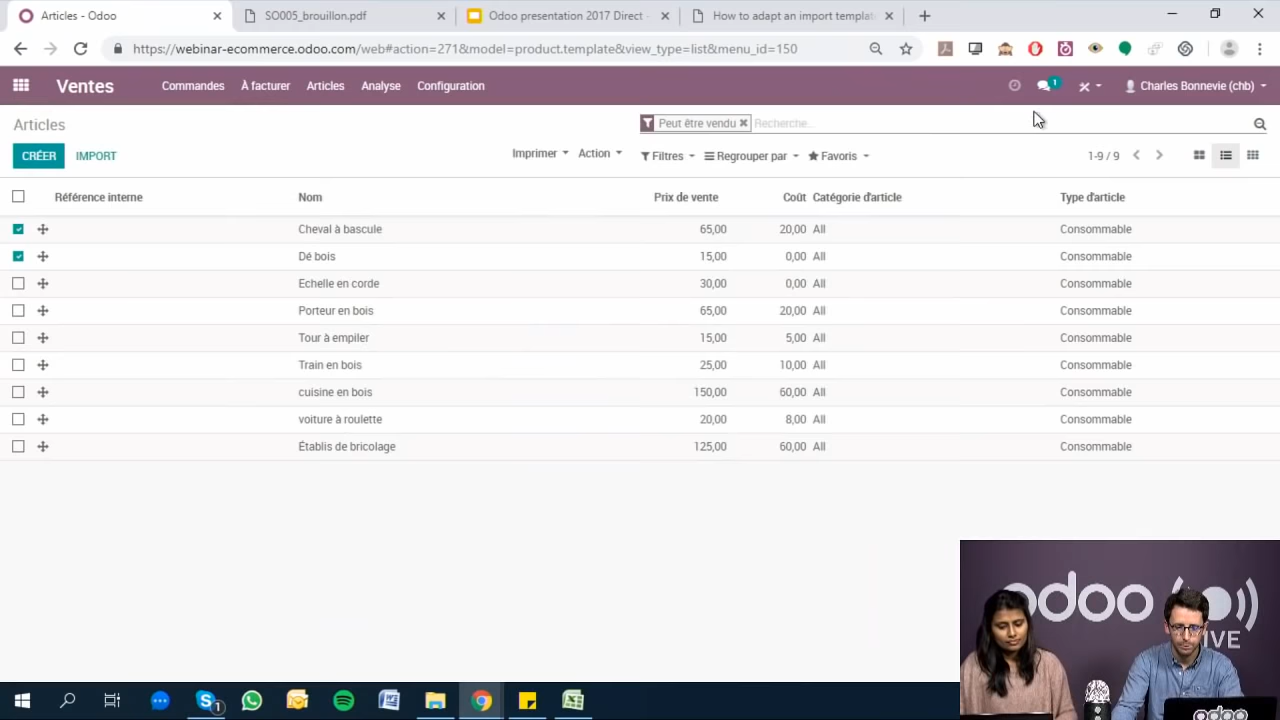 Articles - Odoo
SO005_brouillon.pdf
Odoo presentation 2017 Direct -
How to adapt an import templat
https://webinar-ecommerce.odoo.com/web#action=271&model=product.template&view_type=list&menu_id=150
Ventes Commandes À facturer Articles Analyse Configuration 1 Charles Bonnevie (chb)
Articles
Peut être vendu Recherche...
CRÉER IMPORT Imprimer Action Filtres Regrouper par Favoris 1-9 / 9
Référence interne Nom Prix de vente Coût Catégorie d'article Type d'article
Cheval à bascule 65,00 20,00 All Consommable
Dé bois 15,00 0,00 All Consommable
Echelle en corde 30,00 0,00 All Consommable
Porteur en bois 65,00 20,00 All Consommable
Tour à empiler 15,00 5,00 All Consommable
Train en bois 25,00 10,00 All Consommable
cuisine en bois 150,00 60,00 All Consommable
voiture à roulette 20,00 8,00 All Consommable
Établis de bricolage 125,00 60,00 All Consommable
odoo
IVE
odoo
1